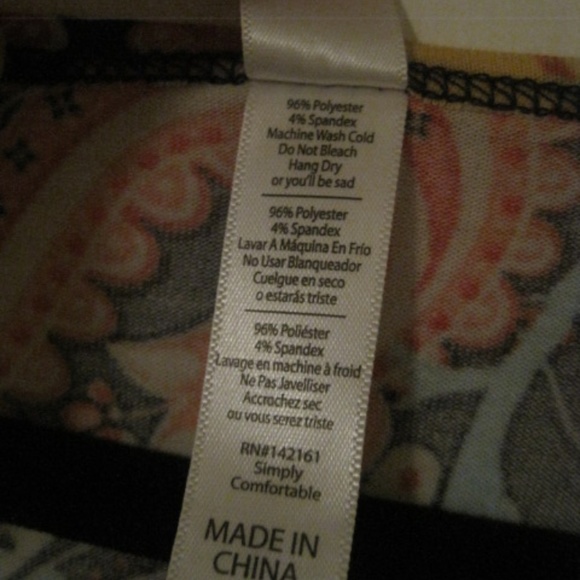 96% Polyester
4% Spandex
Machine Wash Cold
Do Not Bleach
Hang Dry
or you'll be sad
96% Polyester
4% Spandex
Lavar A Máquina En Frio
No Usar Blanqueador
Cuelgue en seco
o estarás triste
96% Poliéster
4% Spandex
Lavage en machine à froid
Ne Pas Javelliser
Accrochez sec
ou vous serez triste
RN#142161
Simply
Comfortable
MADE IN
CHINA